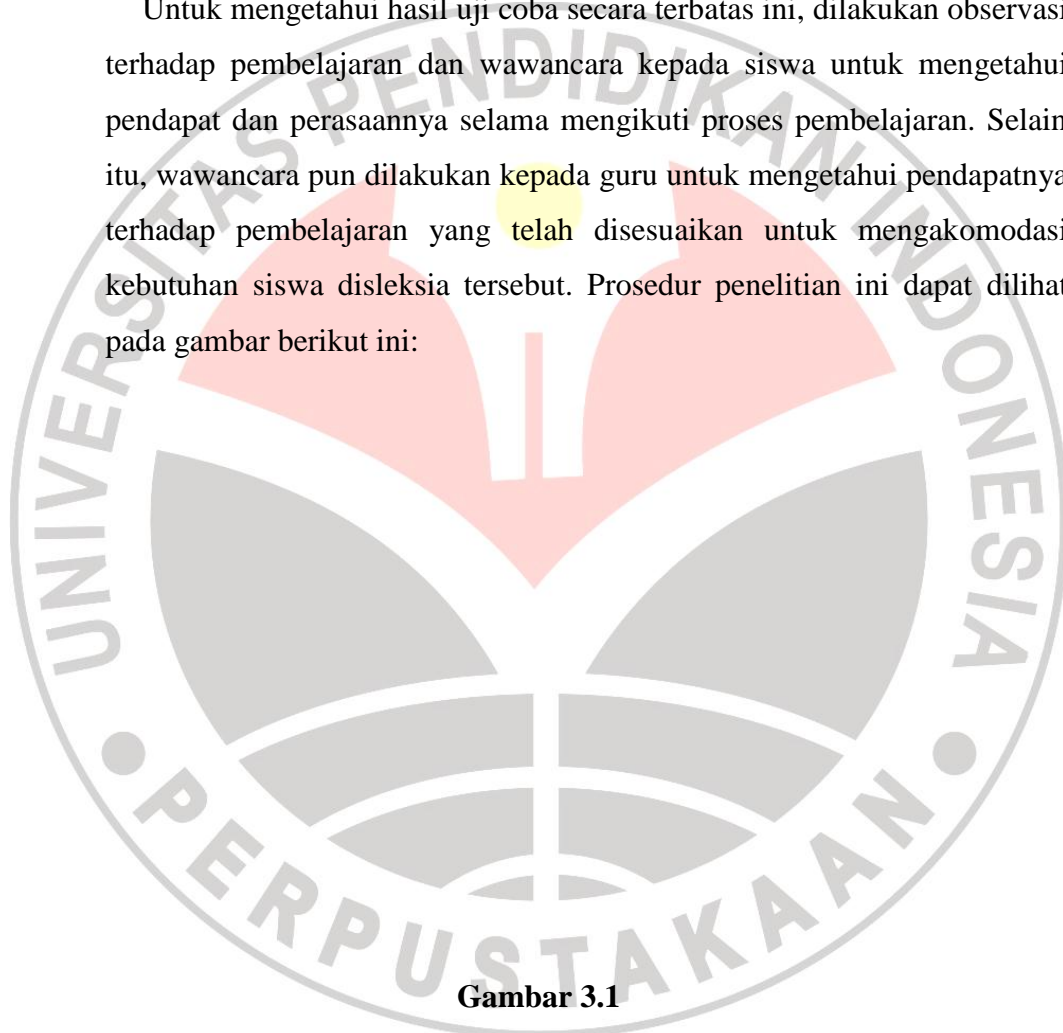 Untuk mengetahui hasil uji coba secara terbatas ini, dilakukan observasi
terhadap pembelajaran dan wawancara kepada siswa untuk mengetahui
pendapat dan perasaannya selama mengikuti proses pembelajaran. Selain
itu, wawancara pun dilakukan kepada guru untuk mengetahui pendapatnya
terhadap pembelajaran yang telah disesuaikan untuk mengakomodasi
kebutuhan siswa disleksia tersebut. Prosedur penelitian ini dapat dilihat
pada gambar berikut ini:
UNIVERSITAS PENDIDIKAN INDONESIA
PERPUSTAKAAN
Gambar 3.1